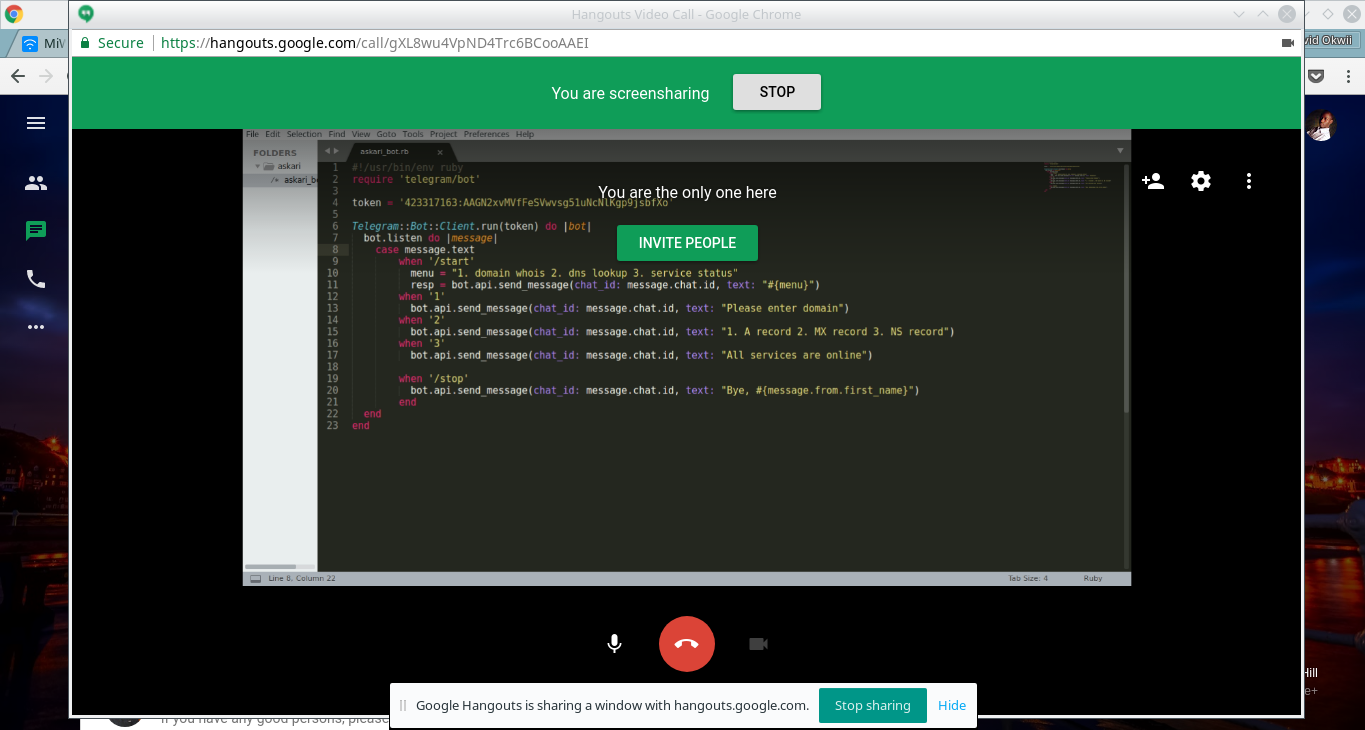 Hangouts Video Call - Google Chrome
Secure https://hangouts.google.com/call/gXL8wu4VpND4Trc6BCooAAEI
vid Okwii
You are screensharing STOP
File Edit Selection Find View Goto Tools Project Preferences Help
FOLDERS
askari
askari_bo
askari_bot.rb
1 #!/usr/bin/env ruby
2 require 'telegram/bot'
3
You are the only one here
4 token =
5
6 Telegram::Bot::Client.run(token) do |bot|
7 bot.listen do |message|
INVITE PEOPLE
8 case message.text
9 when '/start'
10 menu = "1. domain whois 2. dns lookup 3. service status"
11 resp = bot.api.send_message(chat_id: message.chat.id, text: "#{menu}")
12 when '1'
13 bot.api.send_message(chat_id: message.chat.id, text: "Please enter domain")
14 when '2'
15 bot.api.send_message(chat_id: message.chat.id, text: "1. A record 2. MX record 3. NS record")
16 when '3'
17 bot.api.send_message(chat_id: message.chat.id, text: "All services are online")
18
19 when '/stop'
20 bot.api.send_message(chat_id: message.chat.id, text: "Bye, #{message.from.first_name}")
21 end
22 end
23 end
Line 8, Column 22 Tab Size: 4 Ruby
Hill
e+
Google Hangouts is sharing a window with hangouts.google.com. Stop sharing Hide
If you have any good persons, please